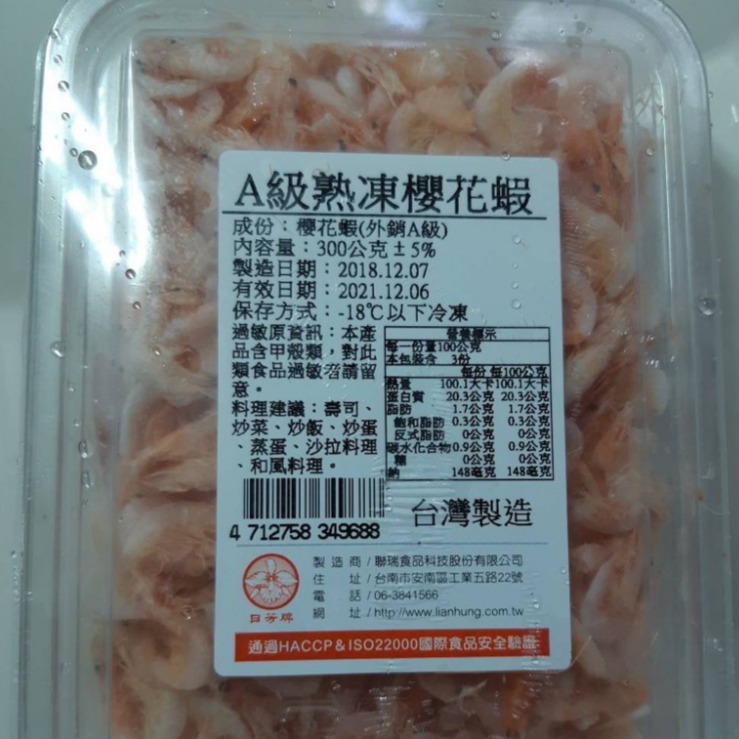 A級熟凍櫻花蝦
成份：櫻花蝦(外銷A級)
內容量：300公克±5%
製造日期：2018.12.07
有效日期：2021.12.06
保存方式：-18℃以下冷凍
過敏原資訊：本產
品含甲殼類，對此
類食品過敏者請留
意。
料理建議：壽司、
炒菜、炒飯、炒蛋
、蒸蛋、沙拉料理
、和風料理。
營養標示
每一份量100公克
本包裝含 3份
每份 每100公克
熱量 100.1大卡 100.1大卡
蛋白質 20.3公克 20.3公克
脂肪 1.7公克 1.7公克
飽和脂肪 0.3公克 0.3公克
反式脂肪 0公克 0公克
碳水化合物 0.9公克 0.9公克
糖 0公克 0公克
鈉 148毫克 148毫克
4 712758 349688
台灣製造
製造商/聯瑞食品科技股份有限公司
住址/台南市安南區工業五路22號
電話/06-3841566
網址/http://www.lianhung.com.tw
日芳牌
通過HACCP&ISO22000國際食品安全驗證